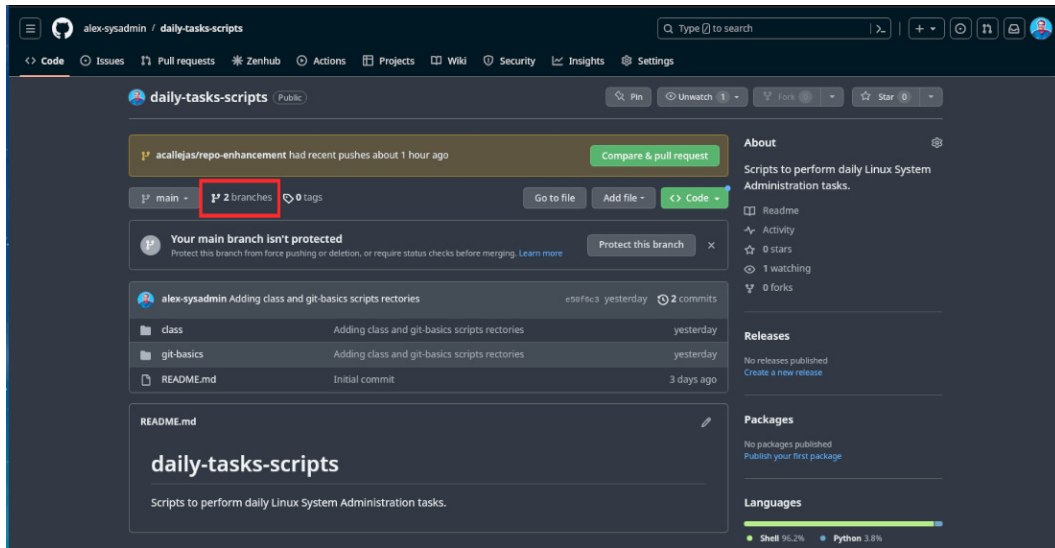 alex-sysadmin / daily-tasks-scripts
Type / to search
Code Issues Pull requests Zenhub Actions Projects Wiki Security Insights Settings
daily-tasks-scripts Public
Pin Unwatch 1 Fork 0 Star 0
acallejas/repo-enhancement had recent pushes about 1 hour ago Compare & pull request
main 2 branches 0 tags Go to file Add file <> Code
Your main branch isn't protected
Protect this branch from force pushing or deletion, or require status checks before merging. Learn more
Protect this branch
alex-sysadmin Adding class and git-basics scripts rectories yesterday 2 commits
class Adding class and git-basics scripts rectories yesterday
git-basics Adding class and git-basics scripts rectories yesterday
README.md Initial commit 3 days ago
README.md
daily-tasks-scripts
Scripts to perform daily Linux System Administration tasks.
About
Scripts to perform daily Linux System
Administration tasks.
Readme
Activity
0 stars
1 watching
0 forks
Releases
No releases published
Create a new release
Packages
No packages published
Publish your first package
Languages
Shell 96.2% Python 3.8%